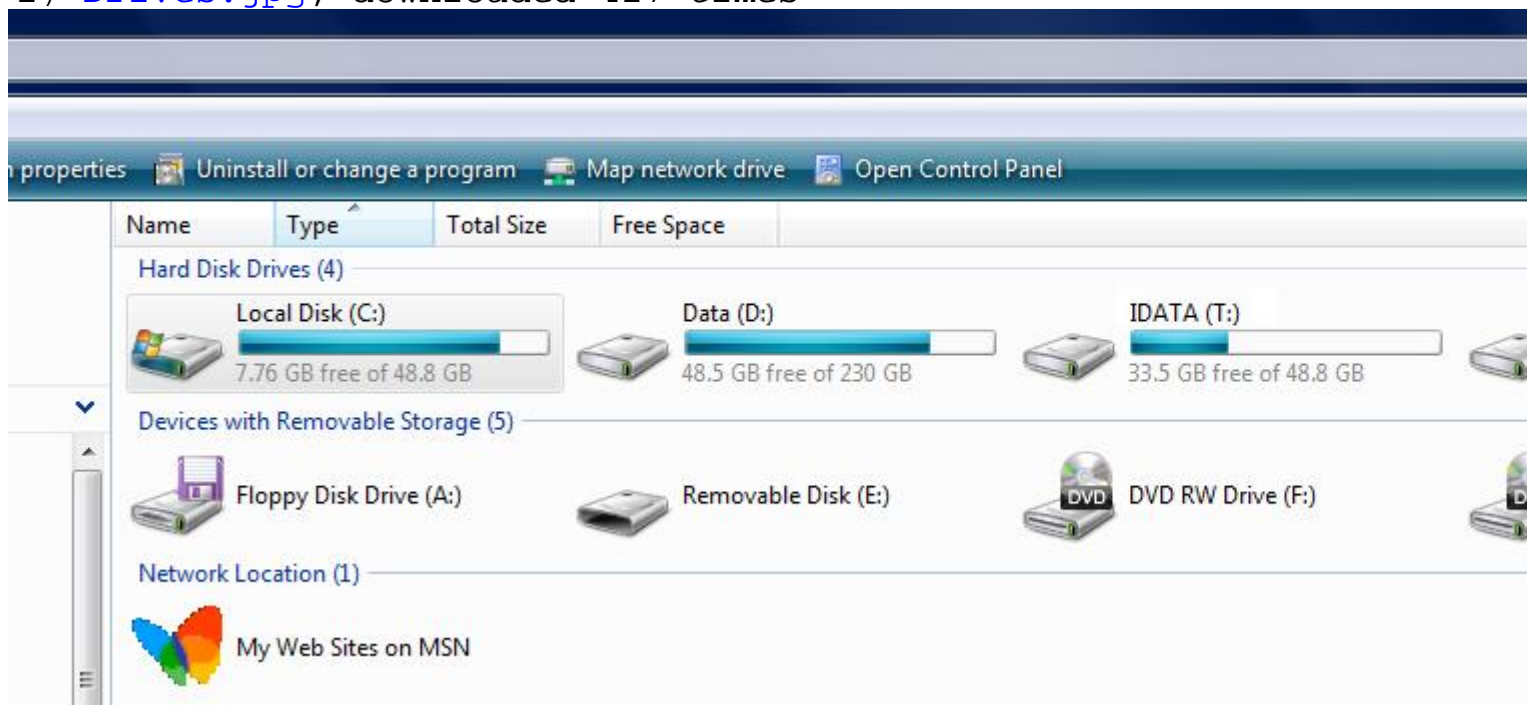 properties Uninstall or change a program Map network drive Open Control Panel
Name Type Total Size Free Space
Hard Disk Drives (4)
Local Disk (C:) Data (D:) IDATA (T:)
7.76 GB free of 48.8 GB 48.5 GB free of 230 GB 33.5 GB free of 48.8 GB
Devices with Removable Storage (5)
Floppy Disk Drive (A:) Removable Disk (E:) DVD DVD RW Drive (F:)
Network Location (1)
My Web Sites on MSN